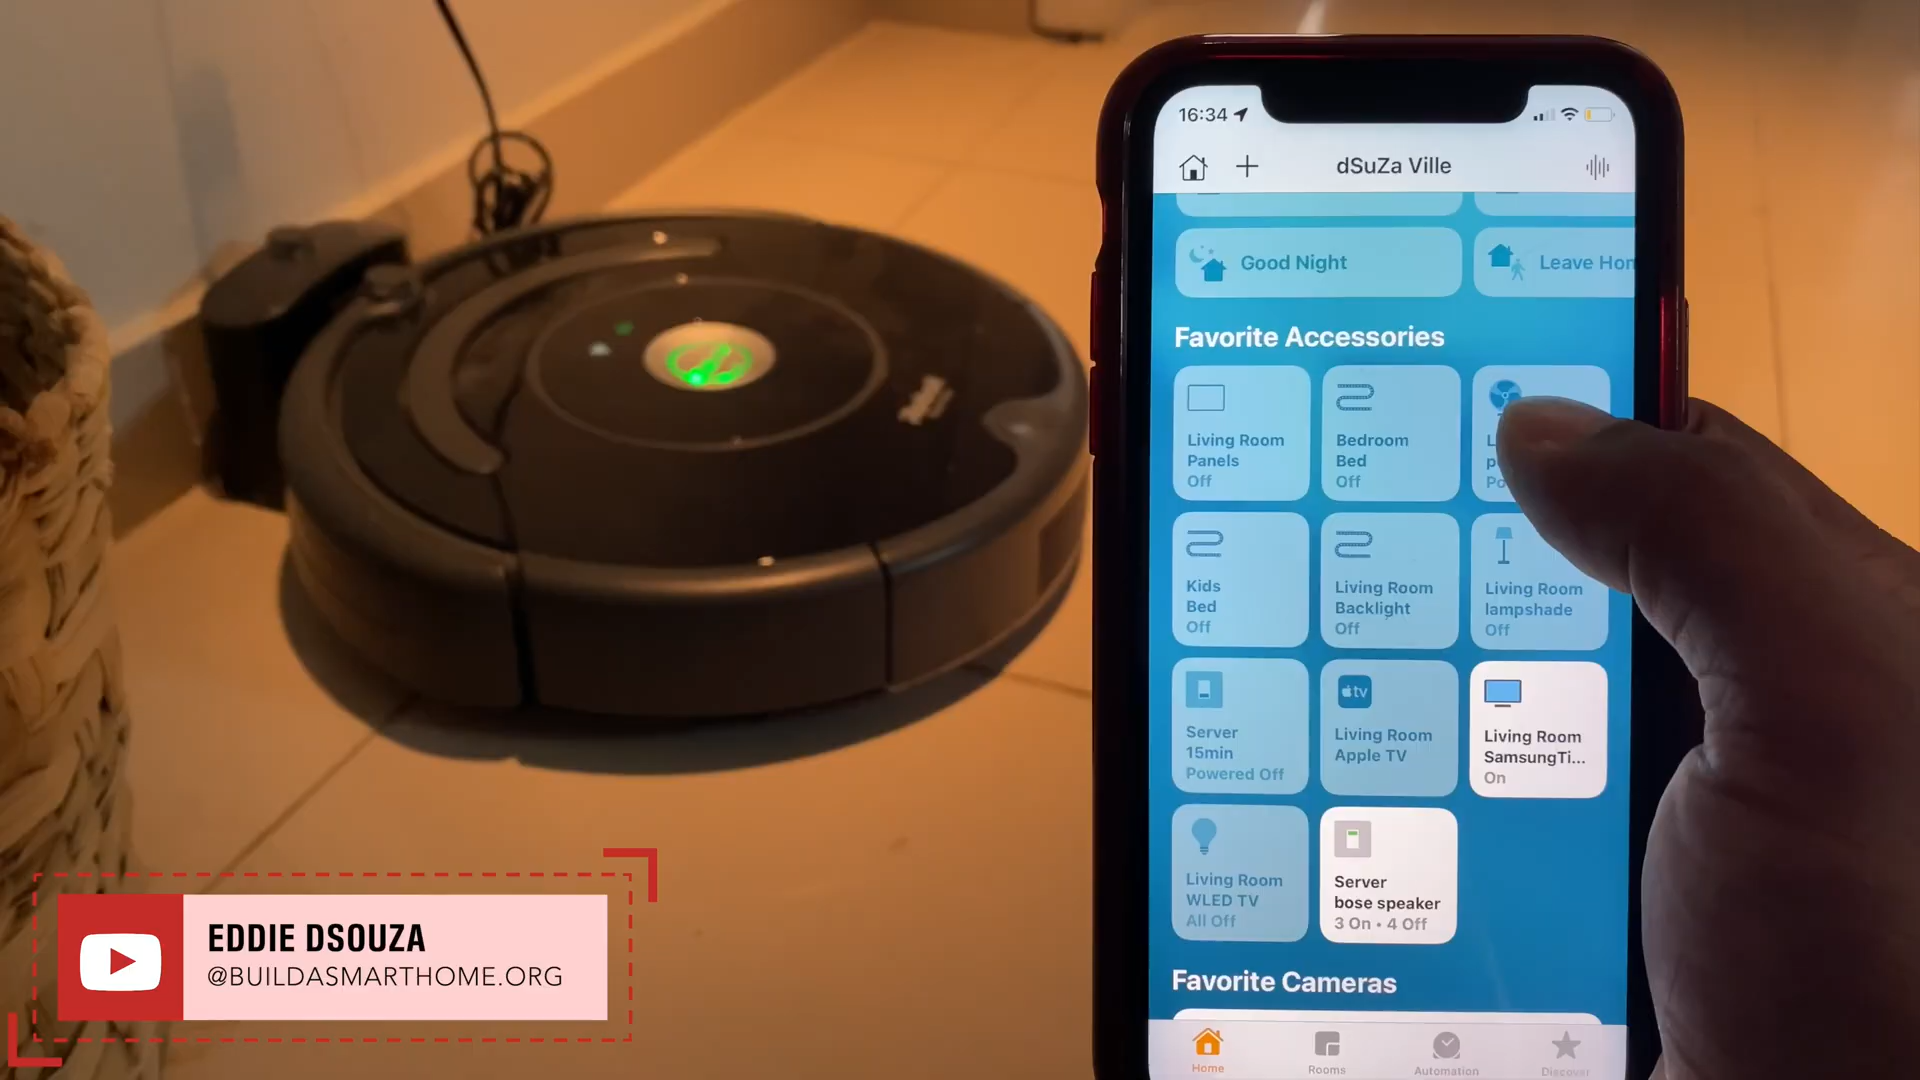 16:34
dSuZa Ville
Good Night
Leave Hom
Favorite Accessories
Living Room
Panels
Off
Bedroom
Bed
Off
Kids
Bed
Off
Living Room
Backlight
Off
Living Room
lampshade
Off
Server
15min
Powered Off
tv
Living Room
Apple TV
Living Room
SamsungTi...
On
Living Room
WLED TV
All Off
Server
bose speaker
3 On • 4 Off
Favorite Cameras
Home
Rooms
Automation
Discover
EDDIE DSOUZA
@BUILDASMARTHOME.ORG